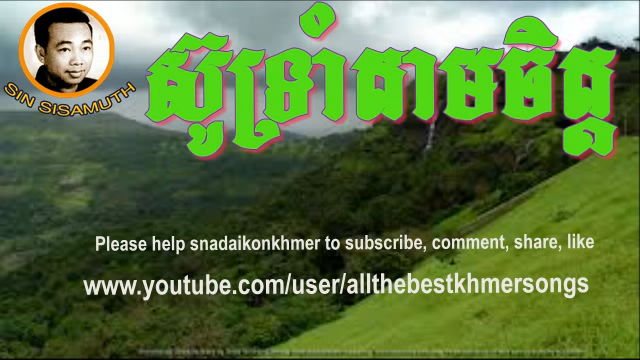 SIN SISAMUTH
ស៊ូទ្រាំតាមចិត្ត
Please help snadaikonkhmer to subscribe, comment, share, like
www.youtube.com/user/allthebestkhmersongs